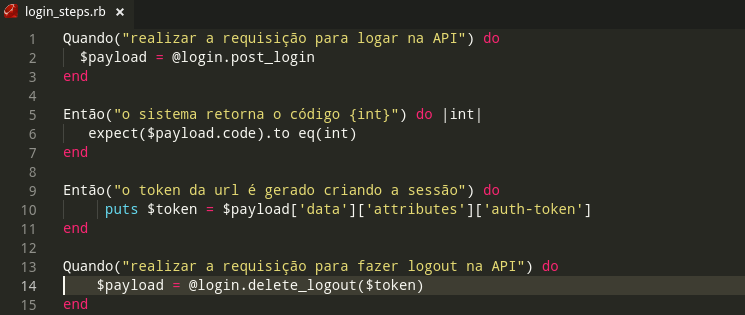 login_steps.rb ×
1 Quando("realizar a requisição para logar na API") do
2 $payload = @login.post_login
3 end
4
5 Então("o sistema retorna o código {int}") do |int|
6 expect($payload.code).to eq(int)
7 end
8
9 Então("o token da url é gerado criando a sessão") do
10 puts $token = $payload['data']['attributes']['auth-token']
11 end
12
13 Quando("realizar a requisição para fazer logout na API") do
14 $payload = @login.delete_logout($token)
15 end